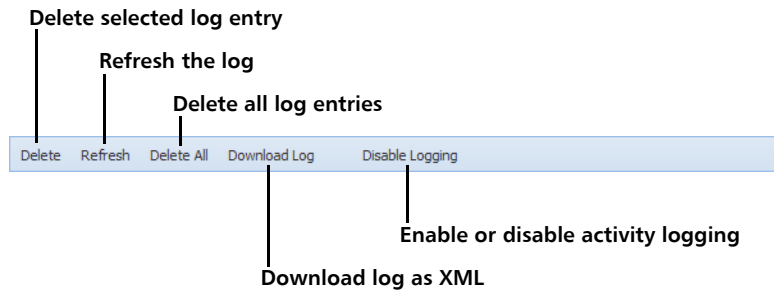 Delete selected log entry
Refresh the log
Delete all log entries
Delete Refresh Delete All Download Log Disable Logging
Enable or disable activity logging
Download log as XML